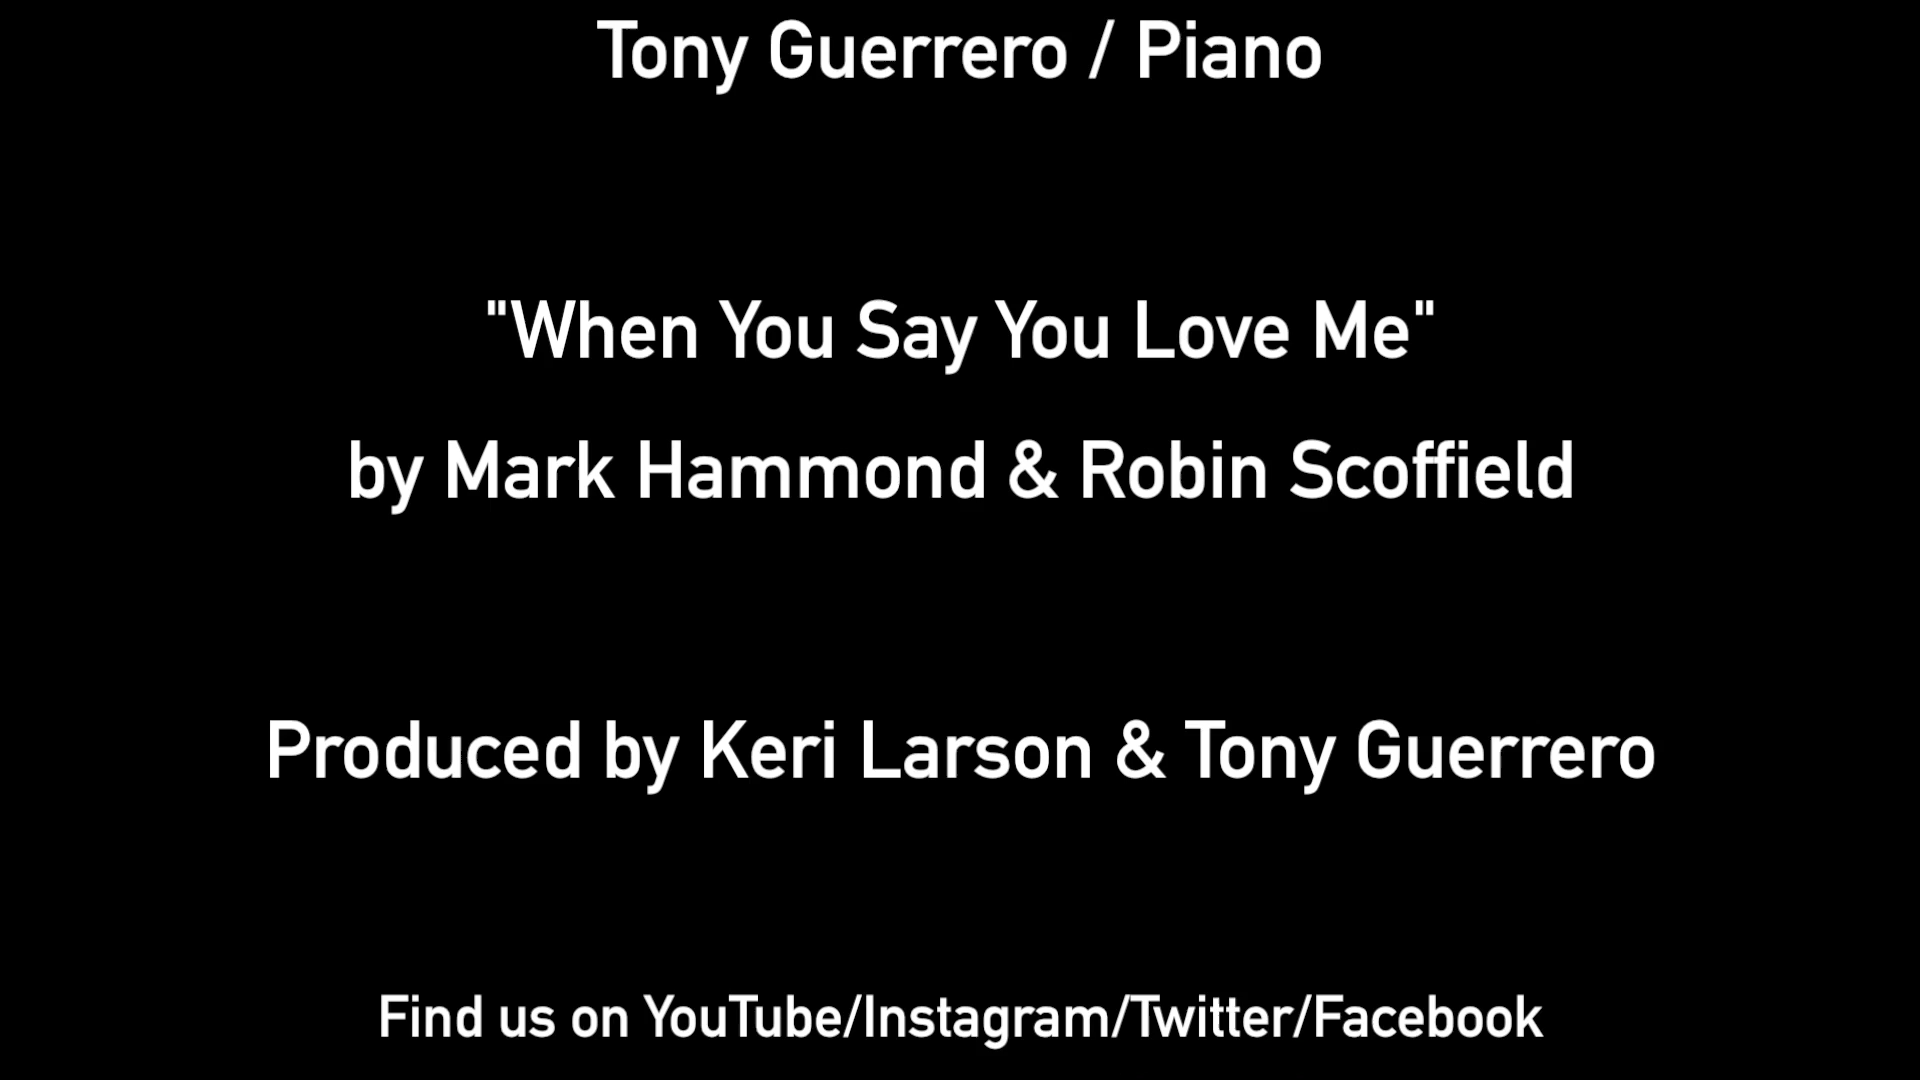 Tony Guerrero / Piano
"When You Say You Love Me"
by Mark Hammond & Robin Scoffield
Produced by Keri Larson & Tony Guerrero
Find us on YouTube/Instagram/Twitter/Facebook